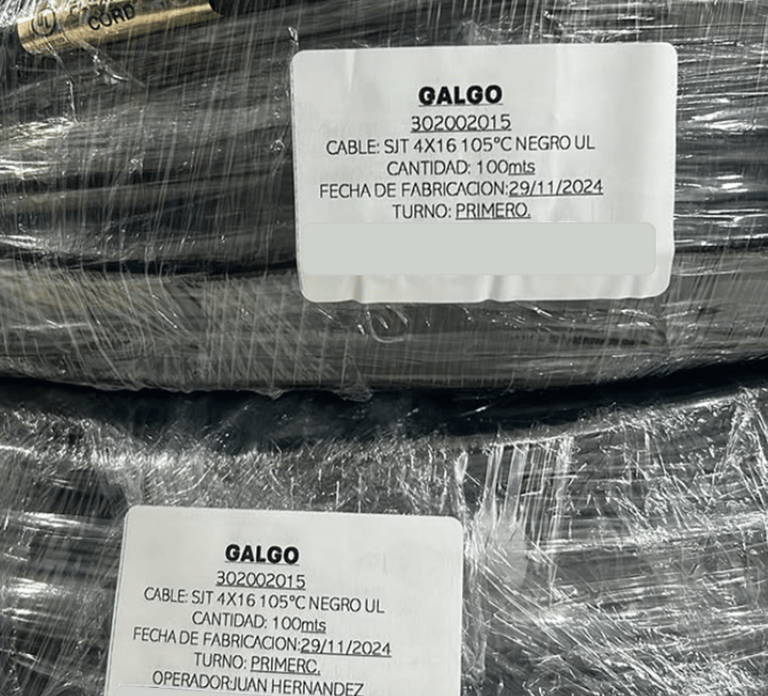 CORD
GALGO
302002015
CABLE: SJT 4X16 105°C NEGRO UL
CANTIDAD: 100mts
FECHA DE FABRICACION:29/11/2024
TURNO: PRIMERO.
GALGO
302002015
CABLE: SJT 4X16 105°C NEGRO UL
CANTIDAD: 100mts
FECHA DE FABRICACION:29/11/2024
TURNO: PRIMERO.
OPERADOR:JUAN HERNANDEZ